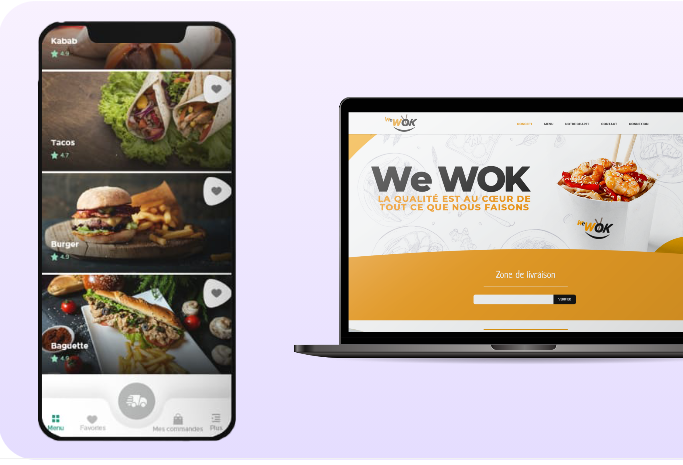 Kabab
4.9
Tacos
4.7
Burger
4.9
Baguette
4.9
Menu
Favorites
Mes commandes
Plus
We WOK
We WOK
LA QUALITÉ EST AU CŒUR DE
TOUT CE QUE NOUS FAISONS
We WOK
Zone de livraison